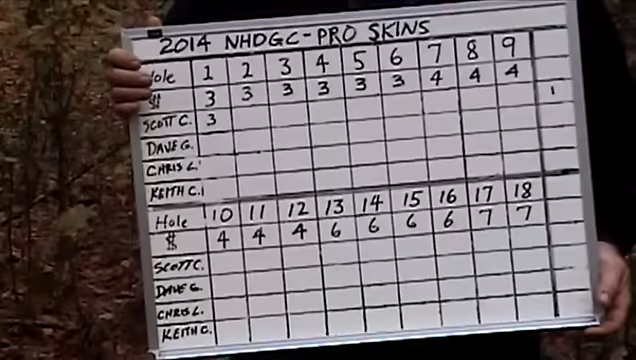 2014 NHDGC-PRO SKINS
Hole 1 2 3 4 5 6 7 8 9
$ 3 3 3 3 3 3 4 4 4
SCOTT C. 3
DAVE G.
CHRIS L.
KEITH C.
Hole 10 11 12 13 14 15 16 17 18
$ 4 4 4 6 6 6 6 7 7
SCOTT C.
DAVE G.
CHRIS L.
KEITH C.